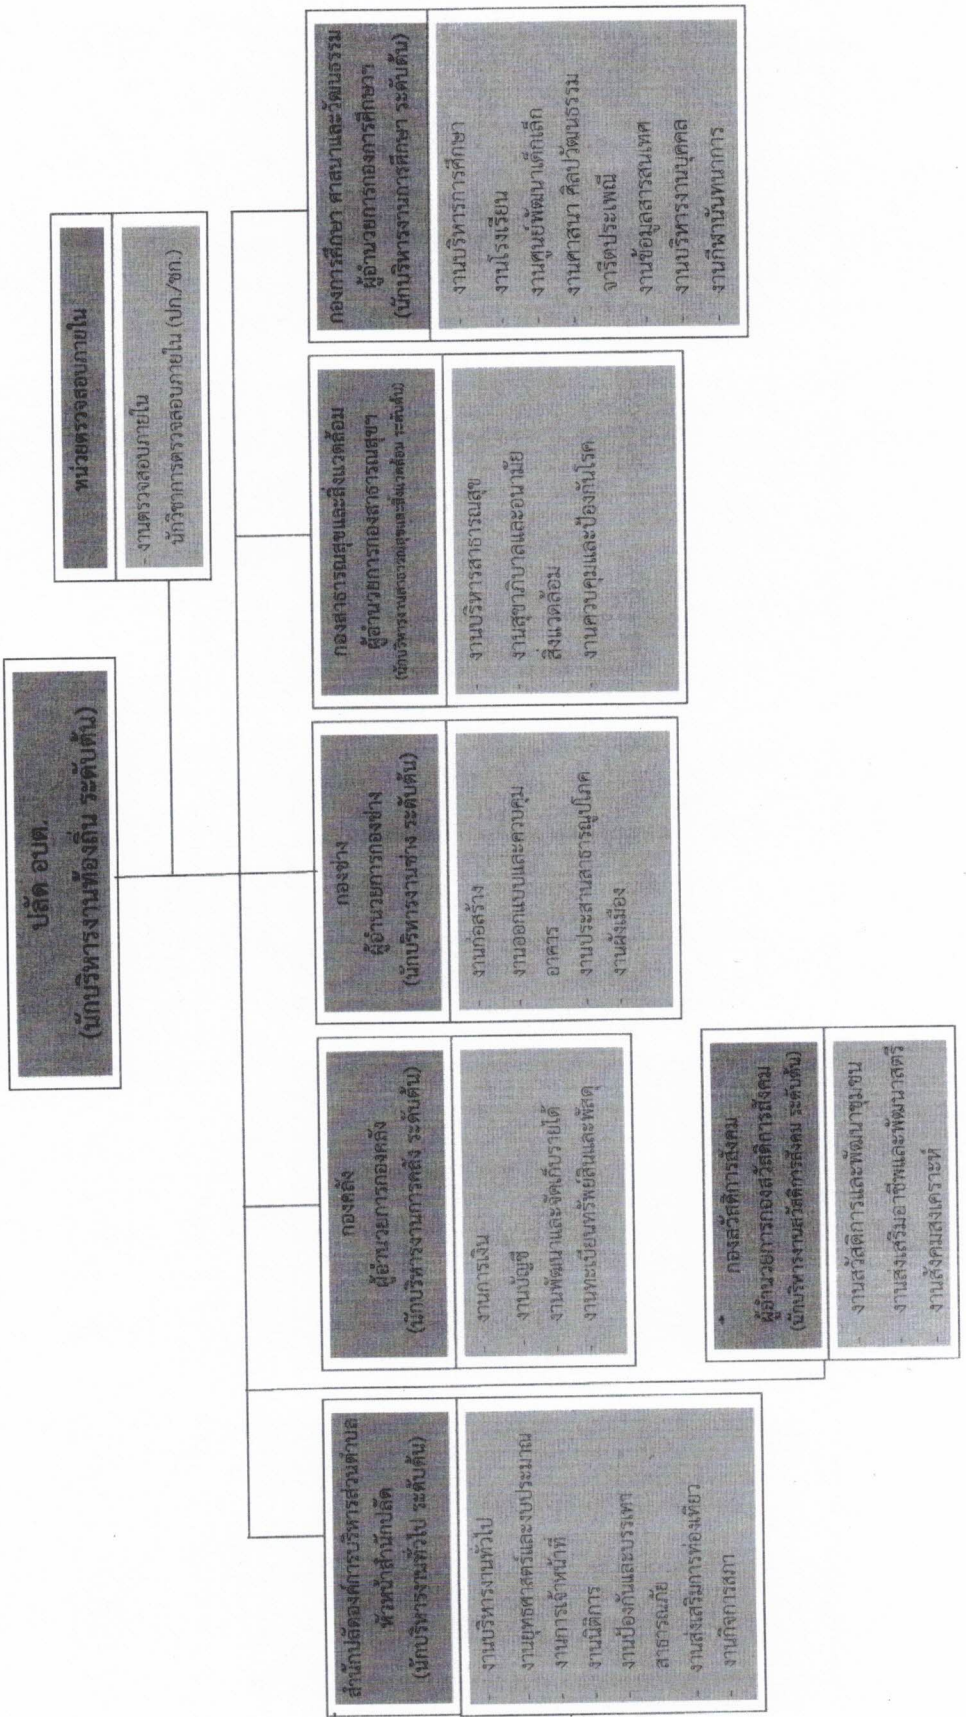 ปลัด อบต.
(นักบริหารงานท้องถิ่น ระดับต้น)
หน่วยตรวจสอบภายใน
- งานตรวจสอบภายใน
นักวิชาการตรวจสอบภายใน (ปก./ชก.)
สำนักปลัดองค์การบริหารส่วนตำบล
หัวหน้าสำนักปลัด
(นักบริหารงานทั่วไป ระดับต้น)
- งานบริหารงานทั่วไป
- งานยุทธศาสตร์และงบประมาณ
- งานการเจ้าหน้าที่
- งานนิติการ
- งานป้องกันและบรรเทา
สาธารณภัย
- งานส่งเสริมการท่องเที่ยว
- งานกิจการสภา
กองคลัง
ผู้อำนวยการกองคลัง
(นักบริหารงานการคลัง ระดับต้น)
- งานการเงิน
- งานบัญชี
- งานพัฒนาและจัดเก็บรายได้
- งานทะเบียนทรัพย์สินและพัสดุ
กองช่าง
ผู้อำนวยการกองช่าง
(นักบริหารงานช่าง ระดับต้น)
- งานก่อสร้าง
- งานออกแบบและควบคุม
อาคาร
- งานประสานสาธารณูปโภค
- งานผังเมือง
กองสาธารณสุขและสิ่งแวดล้อม
ผู้อำนวยการกองสาธารณสุขฯ
(นักบริหารงานสาธารณสุขและสิ่งแวดล้อม ระดับต้น)
- งานบริหารสาธารณสุข
- งานสุขาภิบาลและอนามัย
สิ่งแวดล้อม
- งานควบคุมและป้องกันโรค
กองการศึกษา ศาสนาและวัฒนธรรม
ผู้อำนวยการกองการศึกษาฯ
(นักบริหารงานการศึกษา ระดับต้น)
- งานบริหารการศึกษา
- งานโรงเรียน
- งานศูนย์พัฒนาเด็กเล็ก
- งานศาสนา ศิลปวัฒนธรรม
จารีตประเพณี
- งานข้อมูลสารสนเทศ
- งานบริหารงานบุคคล
- งานกีฬานันทนาการ
กองสวัสดิการสังคม
ผู้อำนวยการกองสวัสดิการสังคม
(นักบริหารงานสวัสดิการสังคม ระดับต้น)
- งานสวัสดิการและพัฒนาชุมชน
- งานส่งเสริมอาชีพและพัฒนาสตรี
- งานสังคมสงเคราะห์